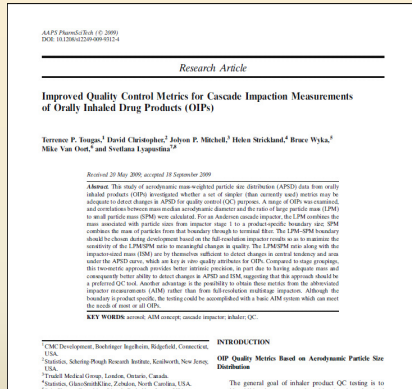 AAPS PharmSciTech (© 2009)
DOI: 10.1208/s12249-009-9312-4
Research Article
Improved Quality Control Metrics for Cascade Impaction Measurements
of Orally Inhaled Drug Products (OIPs)
Terrence P. Tougas,1 David Christopher,2 Jolyon P. Mitchell,3 Helen Strickland,4 Bruce Wyka,5
Mike Van Oort,6 and Svetlana Lyapustina7,8
Received 20 May 2009; accepted 18 September 2009
Abstract. This study of aerodynamic mass-weighted particle size distribution (APSD) data from orally
inhaled products (OIPs) investigated whether a set of simpler (than currently used) metrics may be
adequate to detect changes in APSD for quality control (QC) purposes. A range of OIPs was examined,
and correlations between mass median aerodynamic diameter and the ratio of large particle mass (LPM)
to small particle mass (SPM) were calculated. For an Andersen cascade impactor, the LPM combines the
mass associated with particle sizes from impactor stage 1 to a product-specific boundary size; SPM
combines the mass of particles from that boundary through to terminal filter. The LPM–SPM boundary
should be chosen during development based on the full-resolution impactor results so as to maximize the
sensitivity of the LPM/SPM ratio to meaningful changes in quality. The LPM/SPM ratio along with the
impactor-sized mass (ISM) are by themselves sufficient to detect changes in central tendency and area
under the APSD curve, which are key in vitro quality attributes for OIPs. Compared to stage groupings,
this two-metric approach provides better intrinsic precision, in part due to having adequate mass and
consequently better ability to detect changes in APSD and ISM, suggesting that this approach should be
a preferred QC tool. Another advantage is the possibility to obtain these metrics from the abbreviated
impactor measurements (AIM) rather than from full-resolution multistage impactors. Although the
boundary is product specific, the testing could be accomplished with a basic AIM system which can meet
the needs of most or all OIPs.
KEY WORDS: aerosol; AIM concept; cascade impactor; inhaler; QC.
1 CMC Development, Boehringer Ingelheim, Ridgefield, Connecticut,
USA.
2 Statistics, Schering-Plough Research Institute, Kenilworth, New Jersey,
USA.
3 Trudell Medical Group, London, Ontario, Canada.
4 Statistics, GlaxoSmithKline, Zebulon, North Carolina, USA.
INTRODUCTION
OIP Quality Metrics Based on Aerodynamic Particle Size
Distribution
The general goal of inhaler product QC testing is to